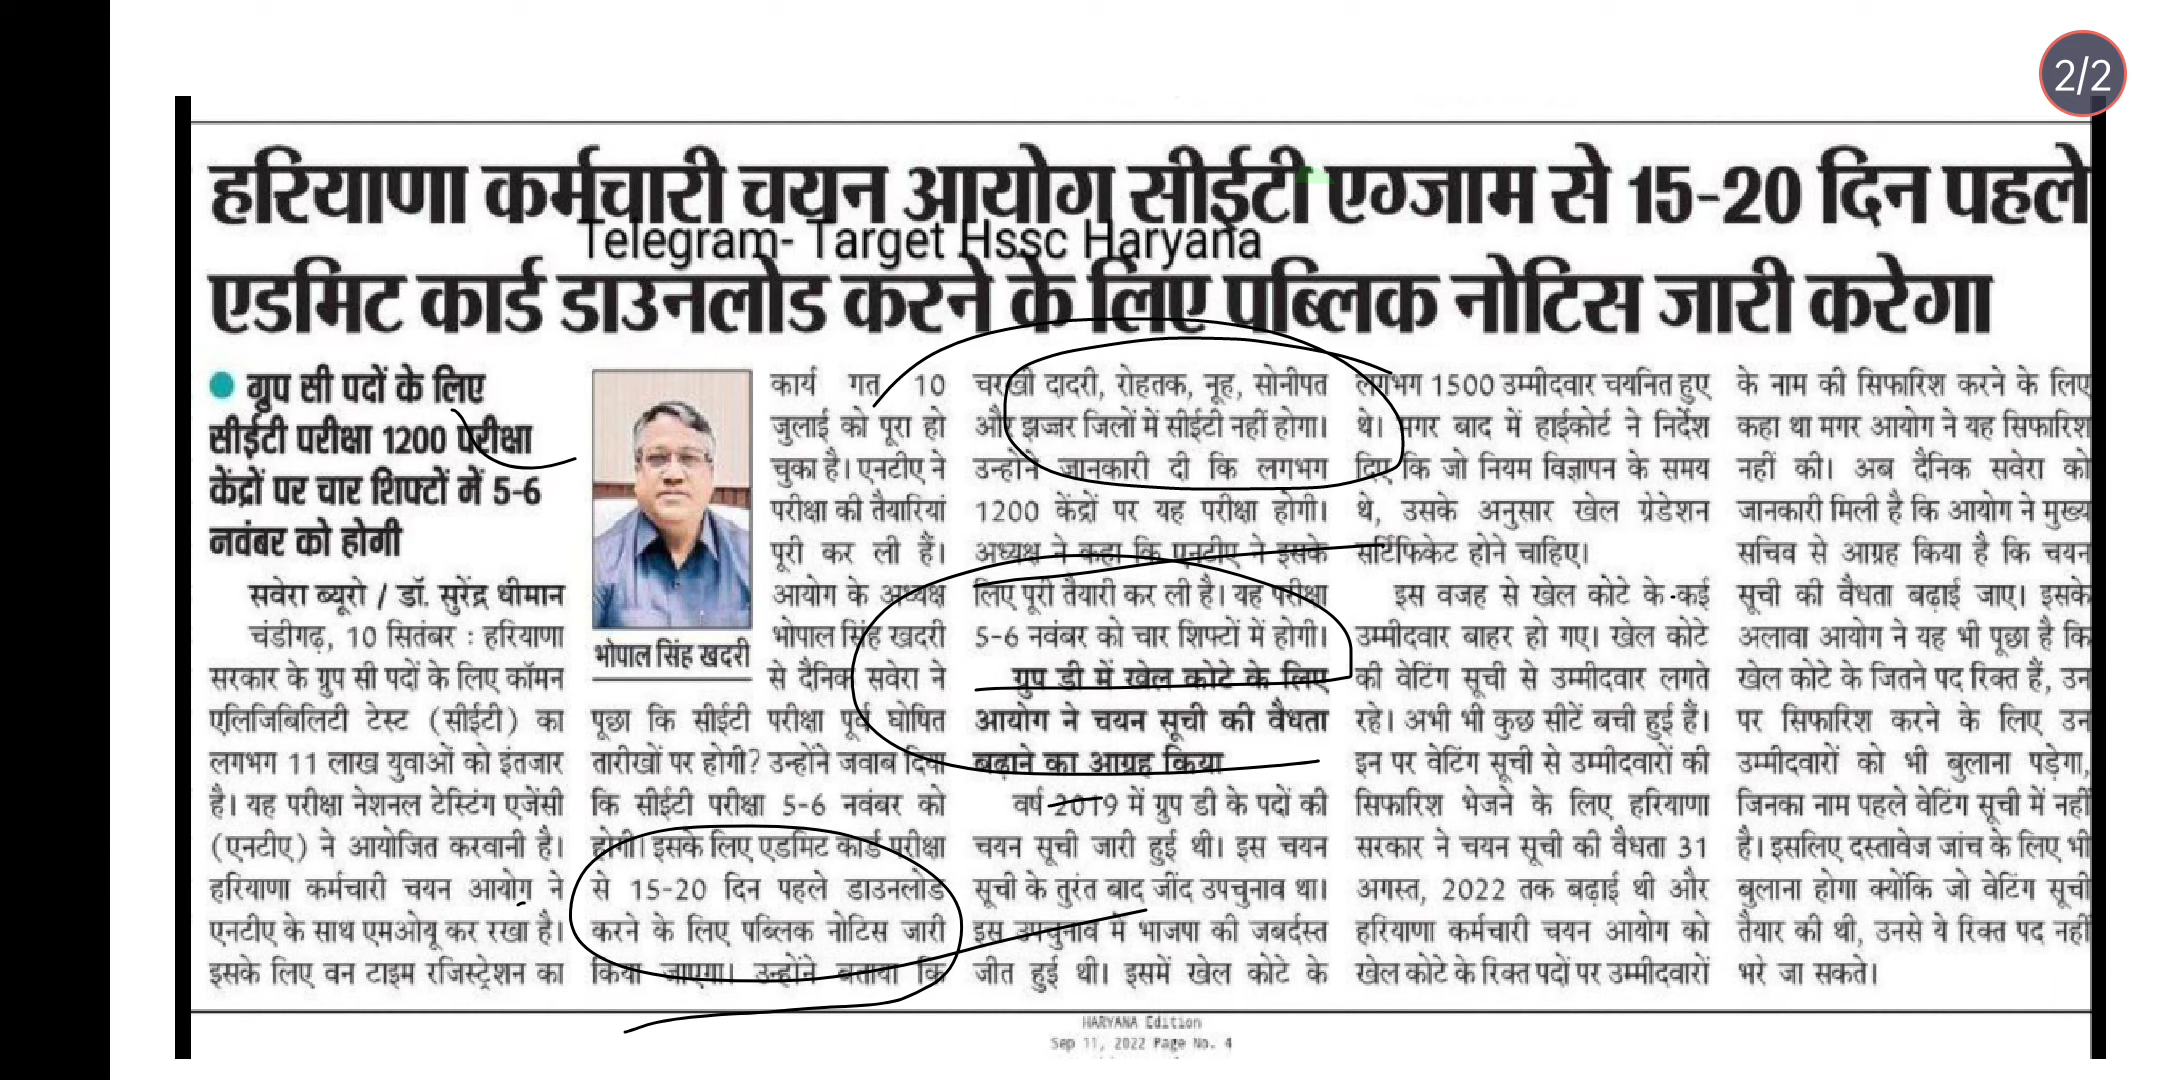 2/2
हरियाणा कर्मचारी चयन आयोग सीईटी एग्जाम से 15-20 दिन पहले
Telegram- Target Hssc Haryana
एडमिट कार्ड डाउनलोड करने के लिए पब्लिक नोटिस जारी करेगा
● ग्रुप सी पदों के लिए
सीईटी परीक्षा 1200 परीक्षा
केंद्रों पर चार शिफ्टों में 5-6
नवंबर को होगी
सवेरा ब्यूरो / डॉ. सुरेंद्र धीमान
चंडीगढ़, 10 सितंबर : हरियाणा
सरकार के ग्रुप सी पदों के लिए कॉमन
एलिजिबिलिटी टेस्ट (सीईटी) का
लगभग 11 लाख युवाओं को इंतजार
है। यह परीक्षा नेशनल टेस्टिंग एजेंसी
(एनटीए) ने आयोजित करवानी है।
हरियाणा कर्मचारी चयन आयोग ने
एनटीए के साथ एमओयू कर रखा है।
इसके लिए वन टाइम रजिस्ट्रेशन का
भोपाल सिंह खदरी
कार्य गत 10
जुलाई को पूरा हो
चुका है। एनटीए ने
परीक्षा की तैयारियां
पूरी कर ली हैं।
आयोग के अध्यक्ष
भोपाल सिंह खदरी
से दैनिक सवेरा ने
पूछा कि सीईटी परीक्षा पूर्व घोषित
तारीखों पर होगी? उन्होंने जवाब दिया
कि सीईटी परीक्षा 5-6 नवंबर को
होगी। इसके लिए एडमिट कार्ड परीक्षा
से 15-20 दिन पहले डाउनलोड
करने के लिए पब्लिक नोटिस जारी
किया जाएगा। उन्होंने बताया कि
चरखी दादरी, रोहतक, नूह, सोनीपत
और झज्जर जिलों में सीईटी नहीं होगा।
उन्होंने जानकारी दी कि लगभग
1200 केंद्रों पर यह परीक्षा होगी।
अध्यक्ष ने कहा कि एनटीए ने इसके
लिए पूरी तैयारी कर ली है। यह परीक्षा
5-6 नवंबर को चार शिफ्टों में होगी।
ग्रुप डी में खेल कोटे के लिए
आयोग ने चयन सूची की वैधता
बढ़ाने का आग्रह किया
वर्ष 2019 में ग्रुप डी के पदों की
चयन सूची जारी हुई थी। इस चयन
सूची के तुरंत बाद जींद उपचुनाव था।
इस उपचुनाव में भाजपा की जबर्दस्त
जीत हुई थी। इसमें खेल कोटे के
लगभग 1500 उम्मीदवार चयनित हुए
थे। मगर बाद में हाईकोर्ट ने निर्देश
दिए कि जो नियम विज्ञापन के समय
थे, उसके अनुसार खेल ग्रेडेशन
सर्टिफिकेट होने चाहिए।
इस वजह से खेल कोटे के कई
उम्मीदवार बाहर हो गए। खेल कोटे
की वेटिंग सूची से उम्मीदवार लगते
रहे। अभी भी कुछ सीटें बची हुई हैं।
इन पर वेटिंग सूची से उम्मीदवारों की
सिफारिश भेजने के लिए हरियाणा
सरकार ने चयन सूची की वैधता 31
अगस्त, 2022 तक बढ़ाई थी और
हरियाणा कर्मचारी चयन आयोग को
खेल कोटे के रिक्त पदों पर उम्मीदवारों
के नाम की सिफारिश करने के लिए
कहा था मगर आयोग ने यह सिफारिश
नहीं की। अब दैनिक सवेरा को
जानकारी मिली है कि आयोग ने मुख्य
सचिव से आग्रह किया है कि चयन
सूची की वैधता बढ़ाई जाए। इसके
अलावा आयोग ने यह भी पूछा है कि
खेल कोटे के जितने पद रिक्त हैं, उन
पर सिफारिश करने के लिए उन
उम्मीदवारों को भी बुलाना पड़ेगा,
जिनका नाम पहले वेटिंग सूची में नहीं
है। इसलिए दस्तावेज जांच के लिए भी
बुलाना होगा क्योंकि जो वेटिंग सूची
तैयार की थी, उनसे ये रिक्त पद नहीं
भरे जा सकते।
HARYANA Edition
Sep 11, 2022 Page No. 4